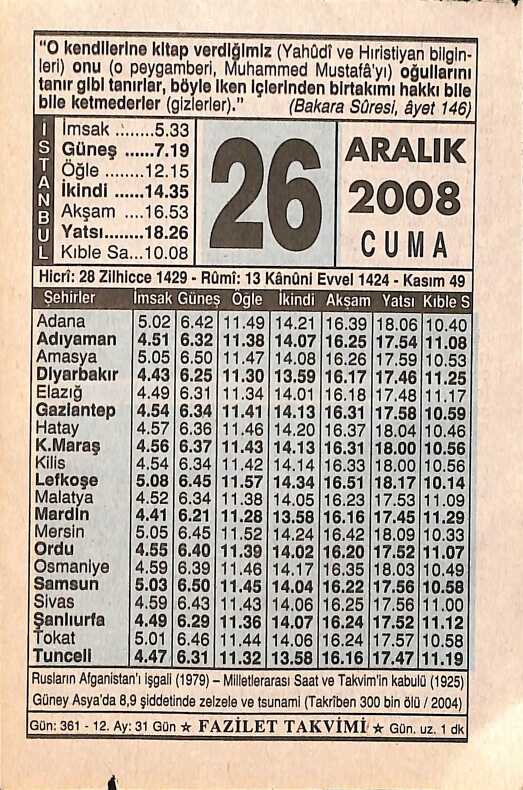 "O kendilerine kitap verdiğimiz (Yahûdî ve Hıristiyan bilgin-
leri) onu (o peygamberi, Muhammed Mustafâ'yı) oğullarını
tanır gibi tanırlar, böyle iken içlerinden birtakımı hakkı bile
bile ketmederler (gizlerler)." (Bakara Sûresi, âyet 146)
İSTANBUL
İmsak ........5.33
Güneş ......7.19
Öğle ........12.15
İkindi ......14.35
Akşam ....16.53
Yatsı........18.26
Kıble Sa...10.08
26
ARALIK
2008
CUMA
Hicrî: 28 Zilhicce 1429 - Rûmî: 13 Kânûni Evvel 1424 - Kasım 49
Şehirler İmsak Güneş Öğle İkindi Akşam Yatsı Kıble S
Adana 5.02 6.42 11.49 14.21 16.39 18.06 10.40
Adıyaman 4.51 6.32 11.38 14.07 16.25 17.54 11.08
Amasya 5.05 6.50 11.47 14.08 16.26 17.59 10.53
Diyarbakır 4.43 6.25 11.30 13.59 16.17 17.46 11.25
Elazığ 4.49 6.31 11.34 14.01 16.18 17.48 11.17
Gaziantep 4.54 6.34 11.41 14.13 16.31 17.58 10.59
Hatay 4.57 6.36 11.46 14.20 16.37 18.04 10.46
K.Maraş 4.56 6.37 11.43 14.13 16.31 18.00 10.56
Kilis 4.54 6.34 11.42 14.14 16.33 18.00 10.56
Lefkoşe 5.08 6.45 11.57 14.34 16.51 18.17 10.14
Malatya 4.52 6.34 11.38 14.05 16.23 17.53 11.09
Mardin 4.41 6.21 11.28 13.58 16.16 17.45 11.29
Mersin 5.05 6.45 11.52 14.24 16.42 18.09 10.33
Ordu 4.55 6.40 11.39 14.02 16.20 17.52 11.07
Osmaniye 4.59 6.39 11.46 14.17 16.35 18.03 10.49
Samsun 5.03 6.50 11.45 14.04 16.22 17.56 10.58
Sivas 4.59 6.43 11.43 14.06 16.25 17.56 11.00
Şanlıurfa 4.49 6.29 11.36 14.07 16.24 17.52 11.12
Tokat 5.01 6.46 11.44 14.06 16.24 17.57 10.58
Tunceli 4.47 6.31 11.32 13.58 16.16 17.47 11.19
Rusların Afganistan'ı işgali (1979) – Milletlerarası Saat ve Takvim'in kabulü (1925)
Güney Asya'da 8,9 şiddetinde zelzele ve tsunami (Takrîben 300 bin ölü / 2004)
Gün: 361 - 12. Ay: 31 Gün ★ FAZİLET TAKVİMİ ★ Gün. uz. 1 dk